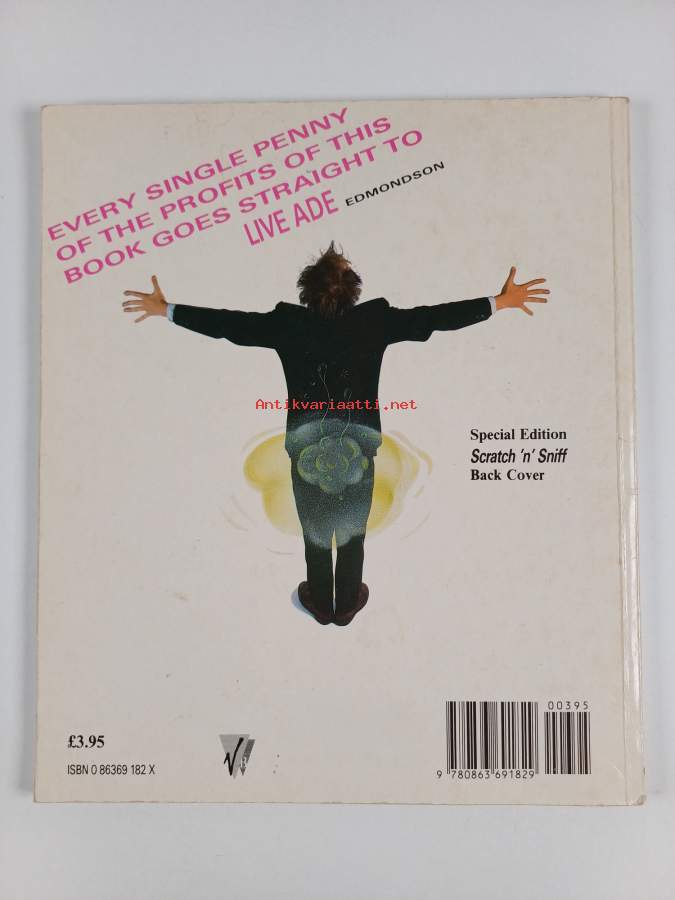 EVERY SINGLE PENNY
OF THE PROFITS OF THIS
BOOK GOES STRAIGHT TO
LIVE ADE EDMONDSON
Antikvariaatti.net
Special Edition
Scratch 'n' Sniff
Back Cover
£3.95
ISBN 0 86369 182 X
V
00395
9 780863 691829